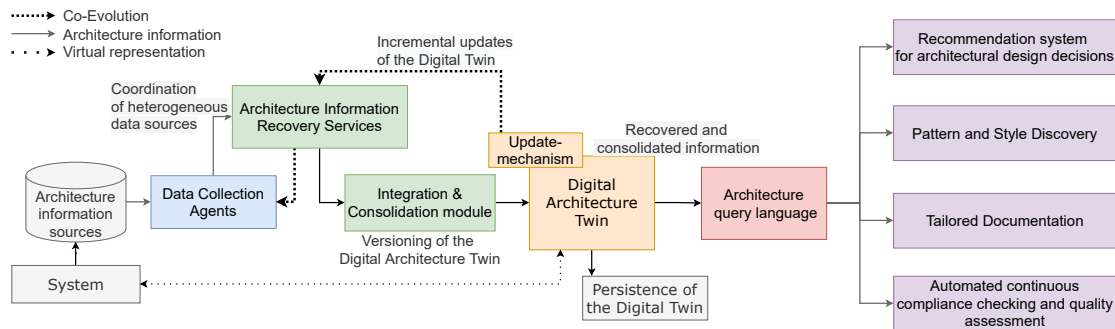 Co-Evolution
Architecture information
Virtual representation
Incremental updates
of the Digital Twin
Coordination
of heterogeneous
data sources
Architecture Information
Recovery Services
Update-
mechanism
Recovered and
consolidated information
Architecture
information
sources
Data Collection
Agents
Integration &
Consolidation module
Versioning of the
Digital Architecture Twin
Digital
Architecture
Twin
Architecture
query language
System
Persistence of
the Digital Twin
Recommendation system
for architectural design decisions
Pattern and Style Discovery
Tailored Documentation
Automated continuous
compliance checking and quality
assessment